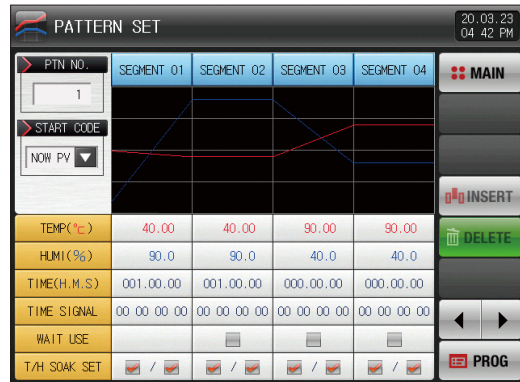 PATTERN SET
20.03.23
04 42 PM
PTN NO.
1
START CODE
NOW PV
SEGMENT 01 SEGMENT 02 SEGMENT 03 SEGMENT 04
MAIN
INSERT
DELETE
PROG
TEMP(℃) 40.00 40.00 90.00 90.00
HUMI(%) 90.0 90.0 40.0 40.0
TIME(H.M.S) 001.00.00 001.00.00 000.00.00 000.00.00
TIME SIGNAL 00 00 00 00 00 00 00 00 00 00 00 00 00 00 00 00
WAIT USE
T/H SOAK SET / / / /